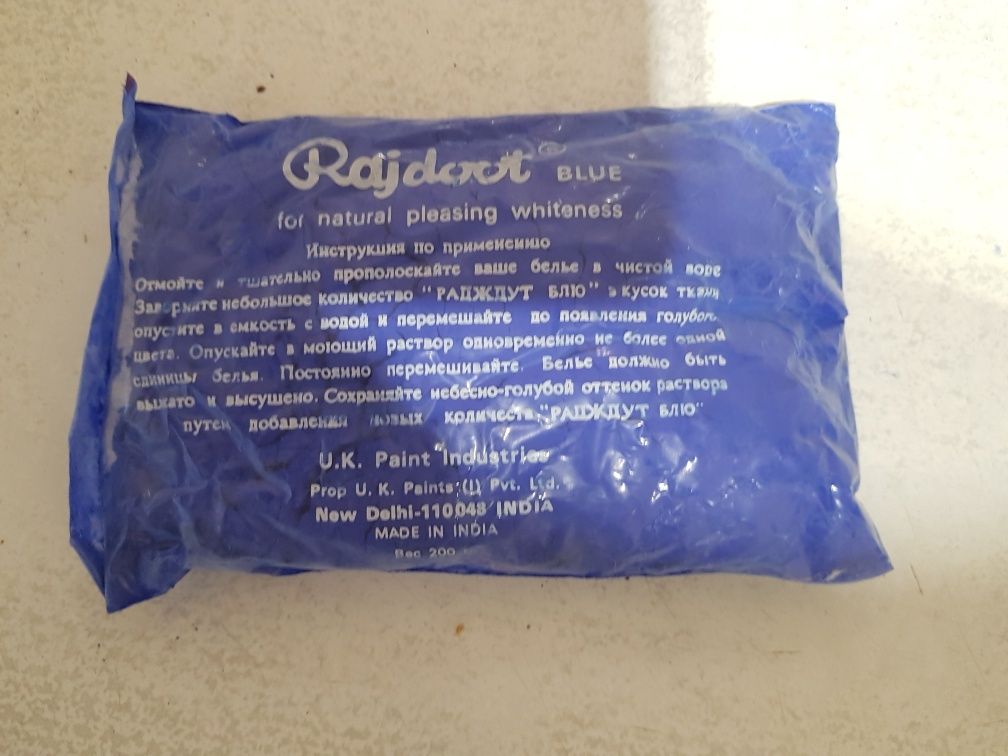 Rajdoot BLUE
for natural pleasing whiteness
Инструкция по применению
Отмойте и тщательно прополоскайте ваше белье в чистой воде
Заверните небольшое количество "РАДЖДУТ БЛЮ" в кусок ткани
опустите в емкость с водой и перемешайте до появления голубого
цвета. Опускайте в моющий раствор одновременно не более одной
единицы белья. Постоянно перемешивайте. Белье должно быть
выжато и высушено. Сохраняйте небесно-голубой оттенок раствора
путем добавления новых количеств "РАДЖДУТ БЛЮ"
U.K. Paint Industries
Prop U. K. Paints (I) Pvt. Ltd.
New Delhi-110048 INDIA
MADE IN INDIA
Вес 200